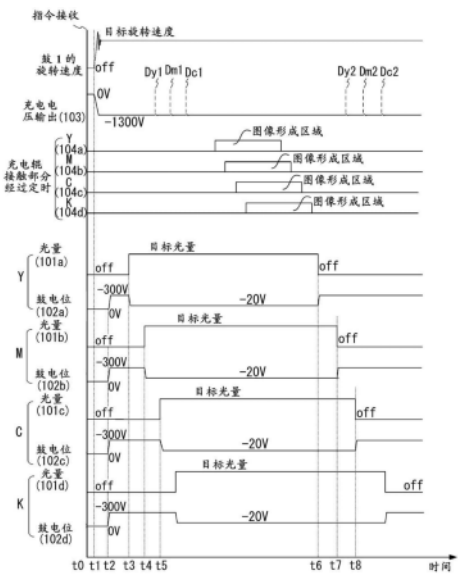 指令接收
目标旋转速度
鼓1的
旋转速度
off
Dy1 Dm1 Dc1
Dy2 Dm2 Dc2
0V
充电电
压输出(103)
-1300V
充电辊
接触部分
经过定时
Y
(104a)
图像形成区域
M
(104b)
图像形成区域
C
(104c)
图像形成区域
K
(104d)
图像形成区域
Y
光量
(101a)
off
目标光量
off
鼓电位
(102a)
-300V
0V
-20V
M
光量
(101b)
off
目标光量
off
鼓电位
(102b)
-300V
0V
-20V
C
光量
(101c)
off
目标光量
off
鼓电位
(102c)
-300V
0V
-20V
K
光量
(101d)
off
目标光量
off
鼓电位
(102d)
-300V
0V
-20V
t0 t1 t2 t3 t4 t5 t6 t7 t8 时间